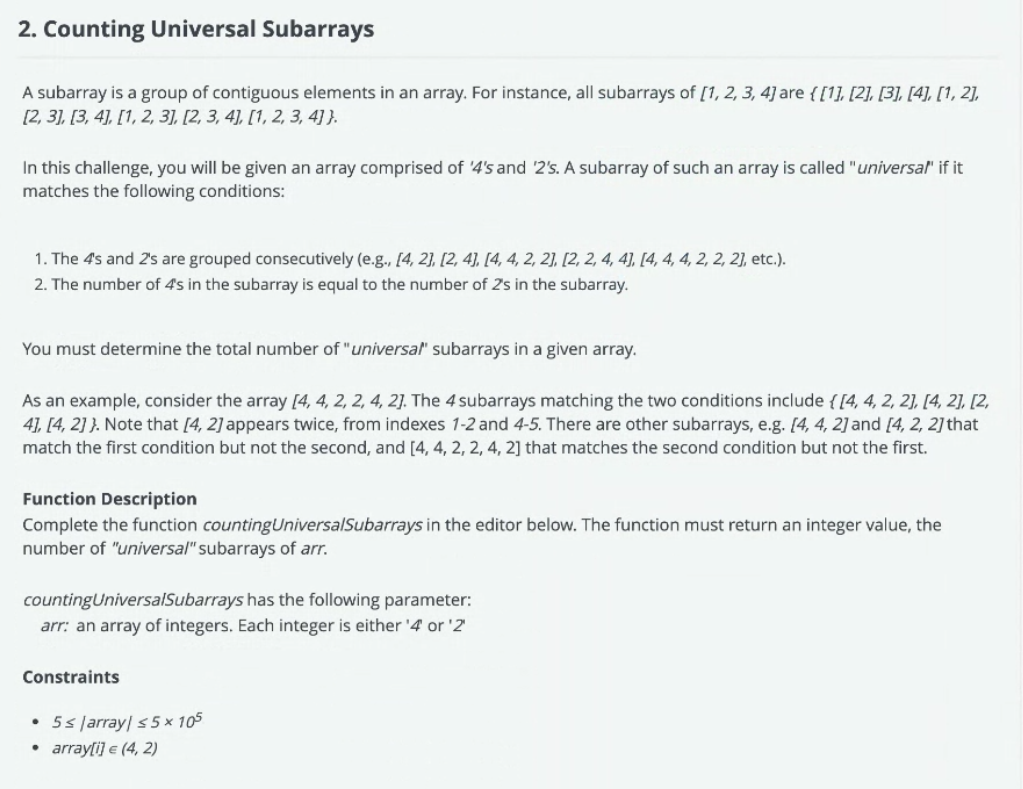 2. Counting Universal Subarrays
A subarray is a group of contiguous elements in an array. For instance, all subarrays of [1, 2, 3, 4] are { [1], [2], [3], [4], [1, 2],
[2, 3], [3, 4], [1, 2, 3], [2, 3, 4], [1, 2, 3, 4] }.
In this challenge, you will be given an array comprised of '4's and '2's. A subarray of such an array is called "universal" if it
matches the following conditions:
1. The 4's and 2's are grouped consecutively (e.g., [4, 2], [2, 4], [4, 4, 2, 2], [2, 2, 4, 4], [4, 4, 4, 2, 2, 2], etc.).
2. The number of 4's in the subarray is equal to the number of 2's in the subarray.
You must determine the total number of "universal" subarrays in a given array.
As an example, consider the array [4, 4, 2, 2, 4, 2]. The 4 subarrays matching the two conditions include { [4, 4, 2, 2], [4, 2], [2,
4], [4, 2] }. Note that [4, 2] appears twice, from indexes 1-2 and 4-5. There are other subarrays, e.g. [4, 4, 2] and [4, 2, 2] that
match the first condition but not the second, and [4, 4, 2, 2, 4, 2] that matches the second condition but not the first.
Function Description
Complete the function countingUniversalSubarrays in the editor below. The function must return an integer value, the
number of "universal" subarrays of arr.
countingUniversalSubarrays has the following parameter:
arr: an array of integers. Each integer is either '4' or '2'
Constraints
• 5 ≤ |array| ≤ 5 × 10⁵
• array[i] ∈ (4, 2)